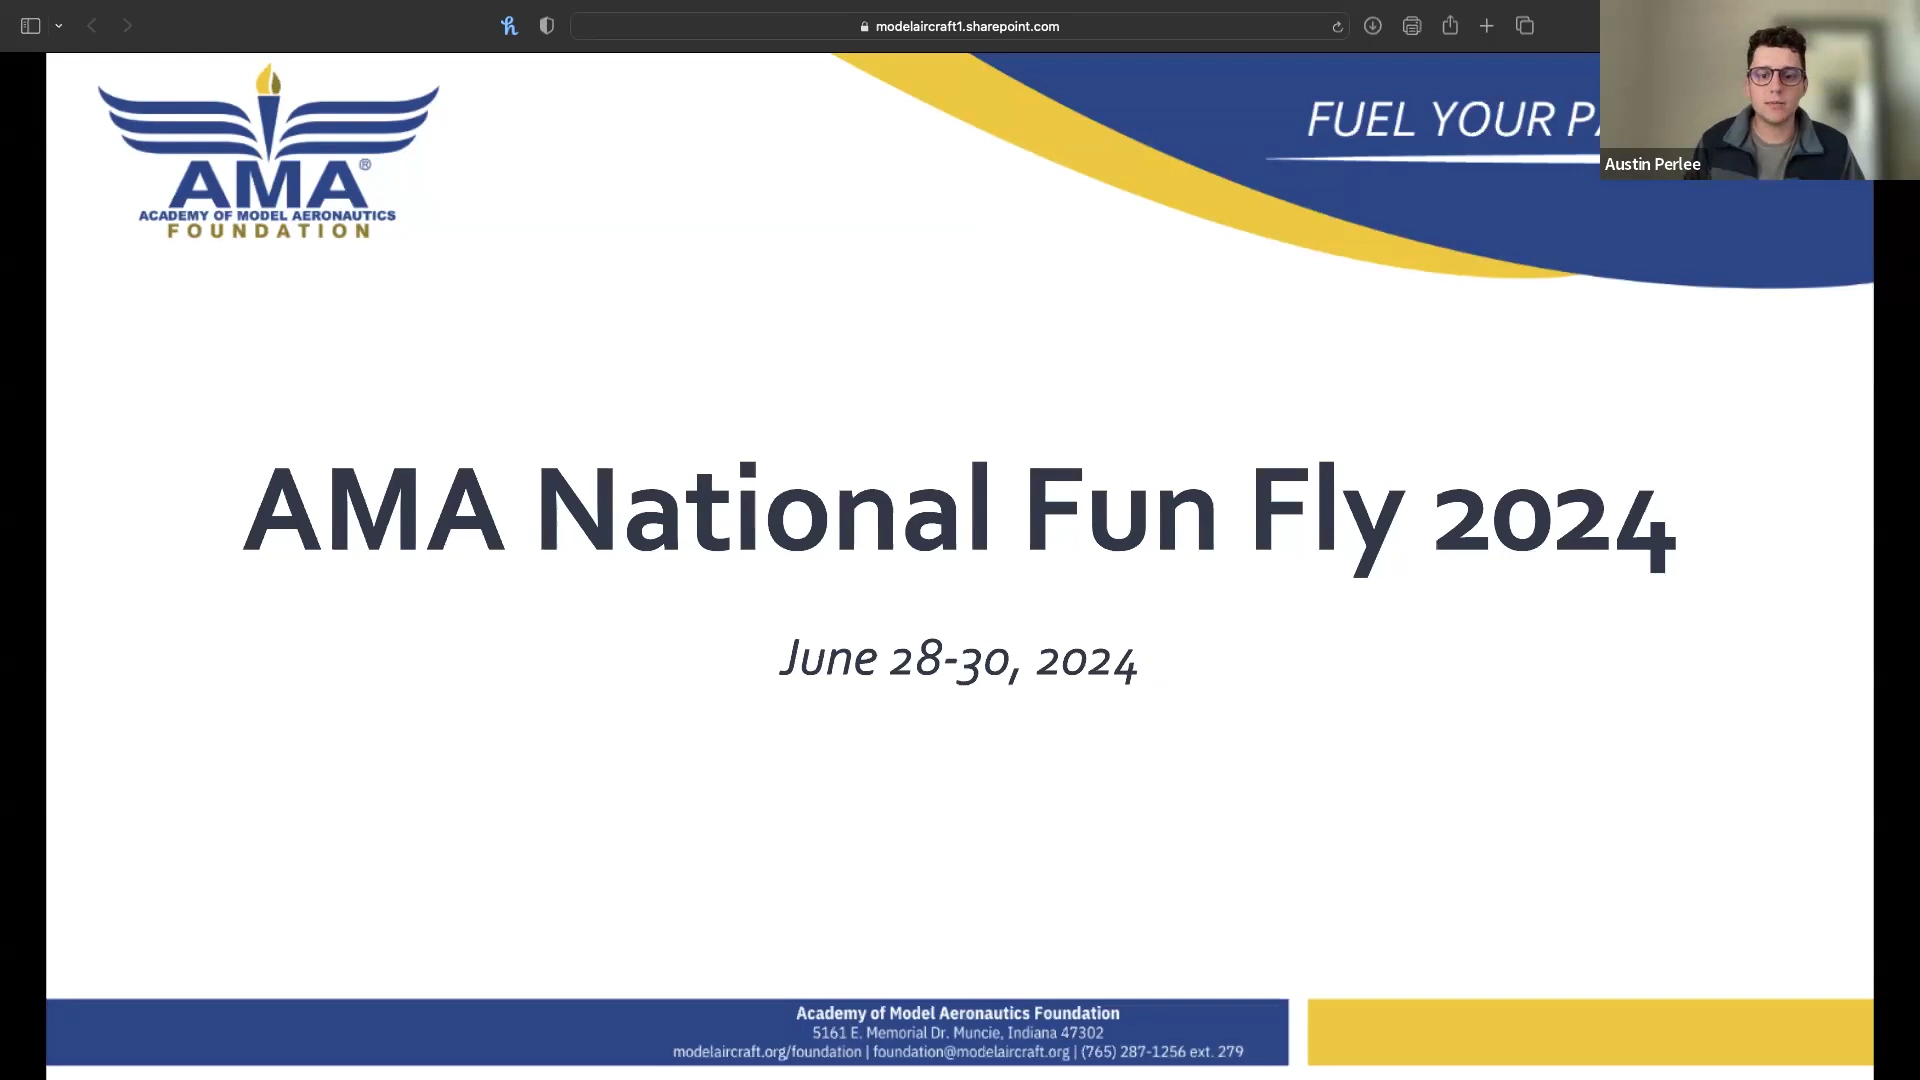 modelaircraft1.sharepoint.com
FUEL YOUR P
Austin Perlee
AMA®
ACADEMY OF MODEL AERONAUTICS
FOUNDATION
AMA National Fun Fly 2024
June 28-30, 2024
Academy of Model Aeronautics Foundation
5161 E. Memorial Dr. Muncie, Indiana 47302
modelaircraft.org/foundation | foundation@modelaircraft.org | (765) 287-1256 ext. 279